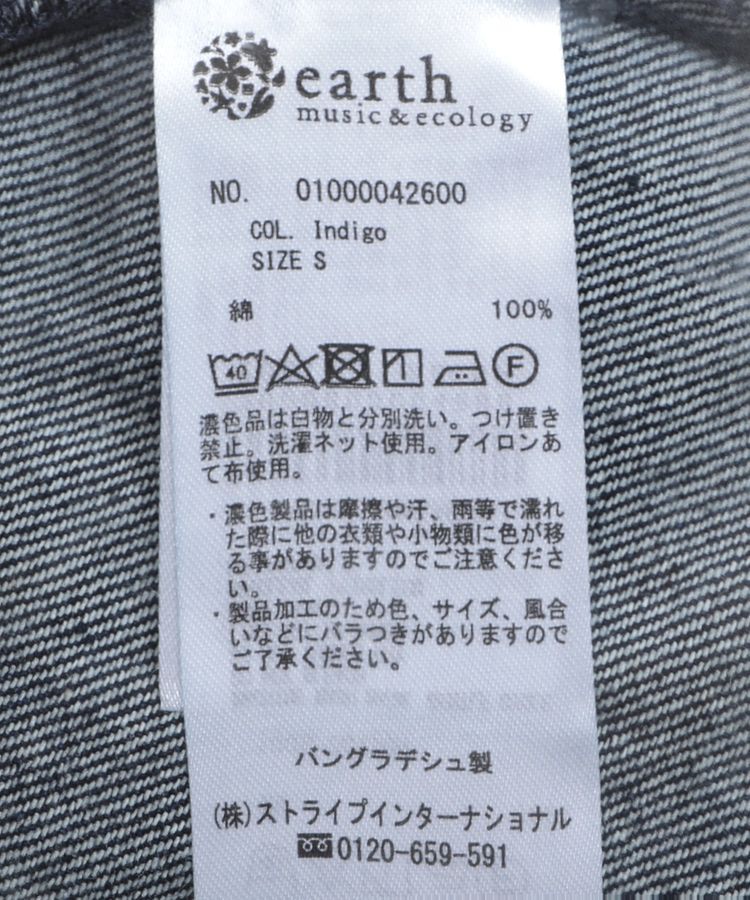 earth
music&ecology
NO. 01000042600
COL. Indigo
SIZE S
綿 100%
40
F
濃色品は白物と分別洗い。つけ置き
禁止。洗濯ネット使用。アイロンあ
て布使用。
・濃色製品は摩擦や汗、雨等で濡れ
た際に他の衣類や小物類に色が移
る事がありますのでご注意くださ
い。
・製品加工のため色、サイズ、風合
いなどにバラつきがありますので
ご了承ください。
バングラデシュ製
(株)ストライプインターナショナル
0120-659-591